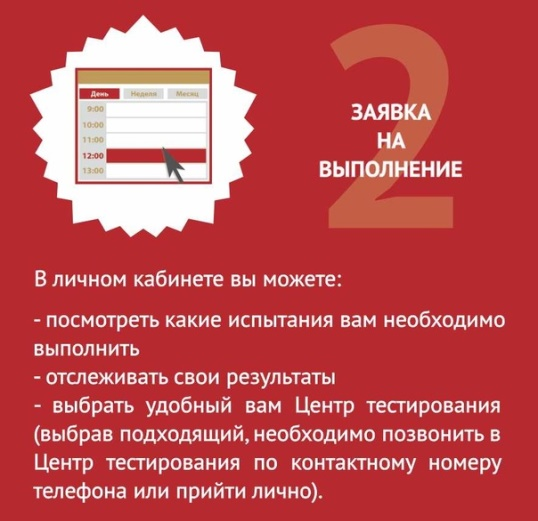 День Неделя Месяц
9:00
10:00
11:00
12:00
13:00
2
ЗАЯВКА
НА
ВЫПОЛНЕНИЕ
В личном кабинете вы можете:
- посмотреть какие испытания вам необходимо
выполнить
- отслеживать свои результаты
- выбрать удобный вам Центр тестирования
(выбрав подходящий, необходимо позвонить в
Центр тестирования по контактному номеру
телефона или прийти лично).